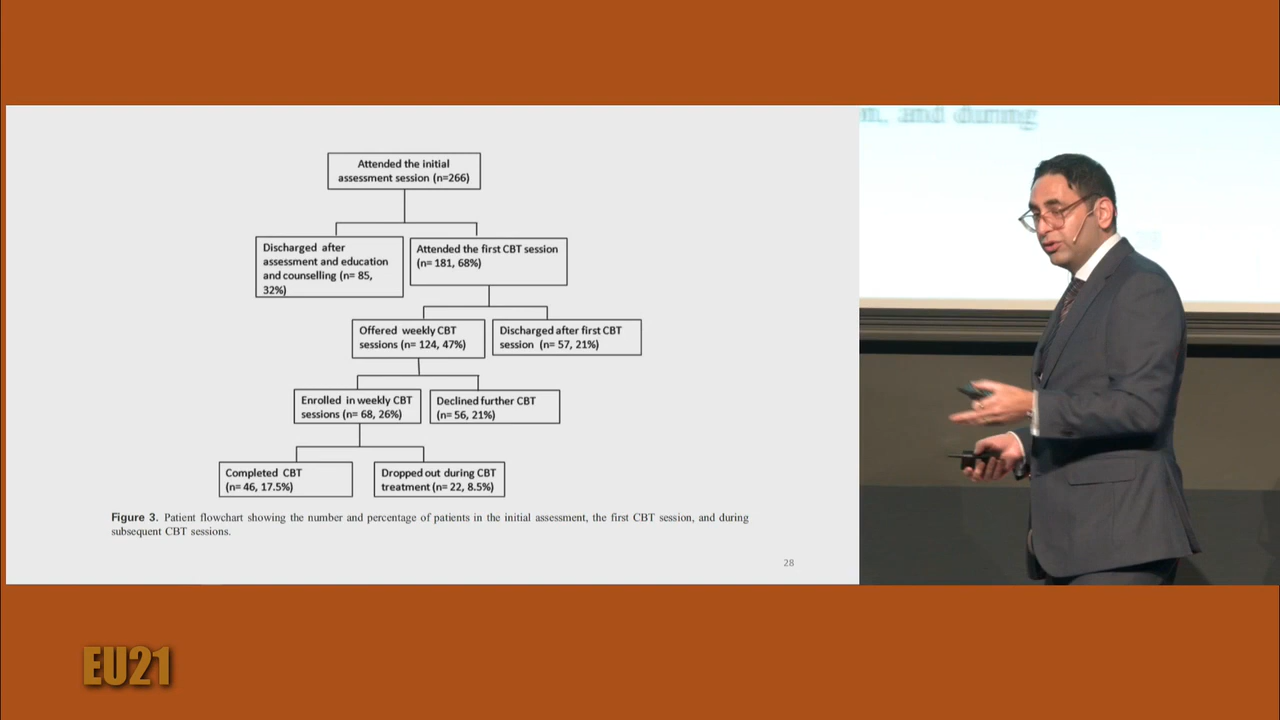 n, and during
Attended the initial
assessment session (n=266)
Discharged after
assessment and education
and counselling (n= 85,
32%)
Attended the first CBT session
(n= 181, 68%)
Offered weekly CBT
sessions (n= 124, 47%)
Discharged after first CBT
session (n= 57, 21%)
Enrolled in weekly CBT
sessions (n= 68, 26%)
Declined further CBT
(n= 56, 21%)
Completed CBT
(n= 46, 17.5%)
Dropped out during CBT
treatment (n= 22, 8.5%)
Figure 3. Patient flowchart showing the number and percentage of patients in the initial assessment, the first CBT session, and during
subsequent CBT sessions.
28
EU21